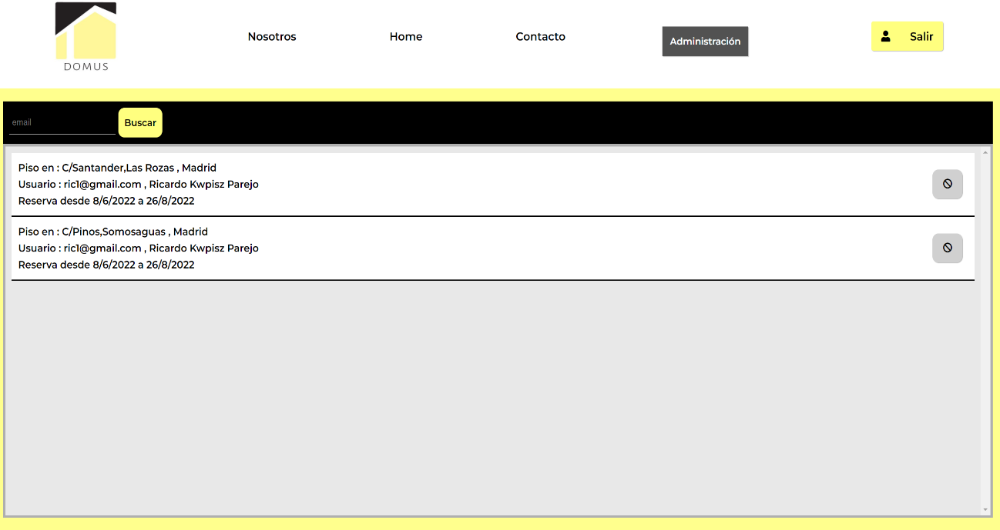 DOMUS
Nosotros
Home
Contacto
Administración
Salir
email
Buscar
Piso en : C/Santander,Las Rozas , Madrid
Usuario : ric1@gmail.com , Ricardo Kwpisz Parejo
Reserva desde 8/6/2022 a 26/8/2022
Piso en : C/Pinos,Somosaguas , Madrid
Usuario : ric1@gmail.com , Ricardo Kwpisz Parejo
Reserva desde 8/6/2022 a 26/8/2022